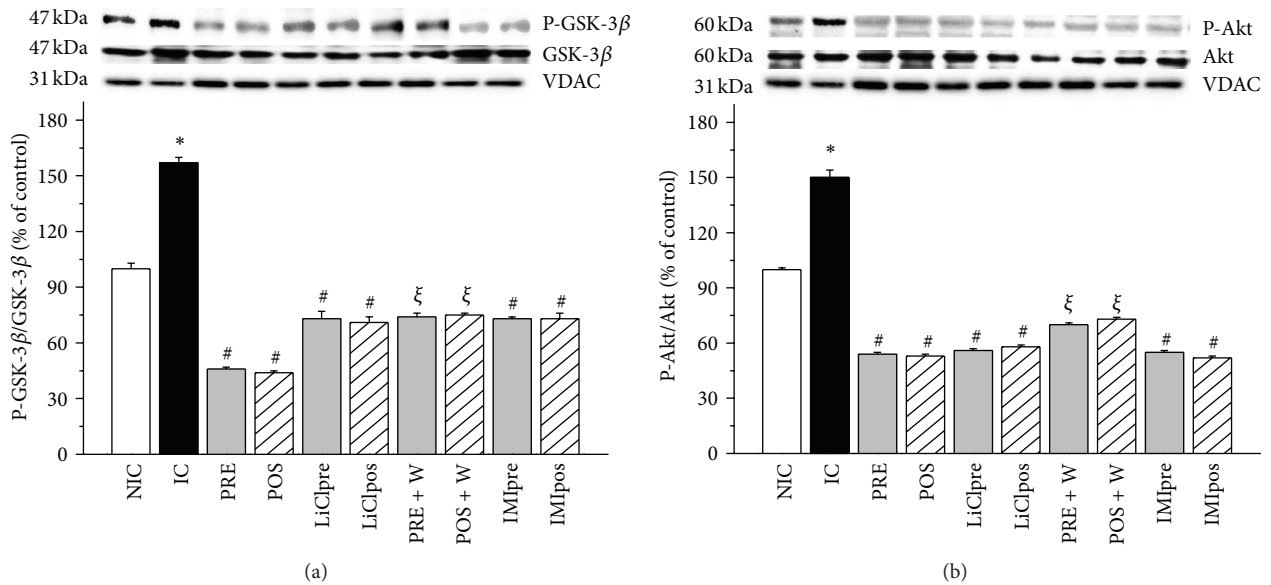 47 kDa P-GSK-3β
47 kDa GSK-3β
31 kDa VDAC
P-GSK-3β/GSK-3β (% of control)
180
150
120
90
60
30
0
*
# # # # ξ ξ # #
NIC IC PRE POS LiClpre LiClpos PRE + W POS + W IMIpre IMIpos
(a)
60 kDa P-Akt
60 kDa Akt
31 kDa VDAC
P-Akt/Akt (% of control)
180
150
120
90
60
30
0
*
# # # # ξ ξ # #
NIC IC PRE POS LiClpre LiClpos PRE + W POS + W IMIpre IMIpos
(b)